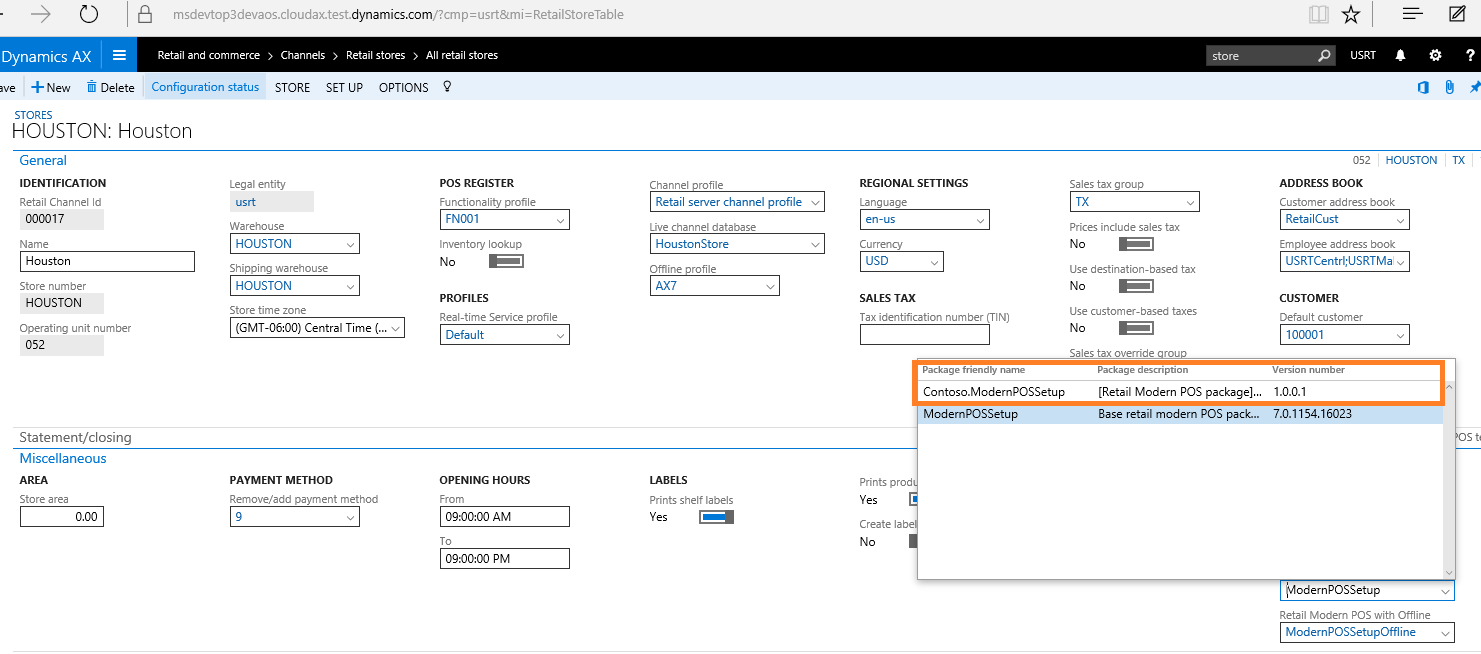 msdevtop3devaos.cloudax.test.dynamics.com/?cmp=usrt&mi=RetailStoreTable
Dynamics AX
Retail and commerce > Channels > Retail stores > All retail stores
store
USRT
?
ave
New
Delete
Configuration status
STORE
SET UP
OPTIONS
STORES
HOUSTON: Houston
General
052
HOUSTON
TX
IDENTIFICATION
Retail Channel Id
000017
Name
Houston
Store number
HOUSTON
Operating unit number
052
Legal entity
usrt
Warehouse
HOUSTON
Shipping warehouse
HOUSTON
Store time zone
(GMT-06:00) Central Time (...
POS REGISTER
Functionality profile
FN001
Inventory lookup
No
PROFILES
Real-time Service profile
Default
Channel profile
Retail server channel profile
Live channel database
HoustonStore
Offline profile
AX7
REGIONAL SETTINGS
Language
en-us
Currency
USD
SALES TAX
Tax identification number (TIN)
Sales tax group
TX
Prices include sales tax
No
Use destination-based tax
No
Use customer-based taxes
No
Sales tax override group
ADDRESS BOOK
Customer address book
RetailCust
Employee address book
USRTCentrl;USRTMa
CUSTOMER
Default customer
100001
Package friendly name
Package description
Version number
Contoso.ModernPOSSetup
[Retail Modern POS package]...
1.0.0.1
ModernPOSSetup
Base retail modern POS pack...
7.0.1154.16023
Statement/closing
POS te
Miscellaneous
AREA
Store area
0.00
PAYMENT METHOD
Remove/add payment method
9
OPENING HOURS
From
09:00:00 AM
To
09:00:00 PM
LABELS
Prints shelf labels
Yes
Prints produ
Yes
Create label
No
ModernPOSSetup
Retail Modern POS with Offline
ModernPOSSetupOffline